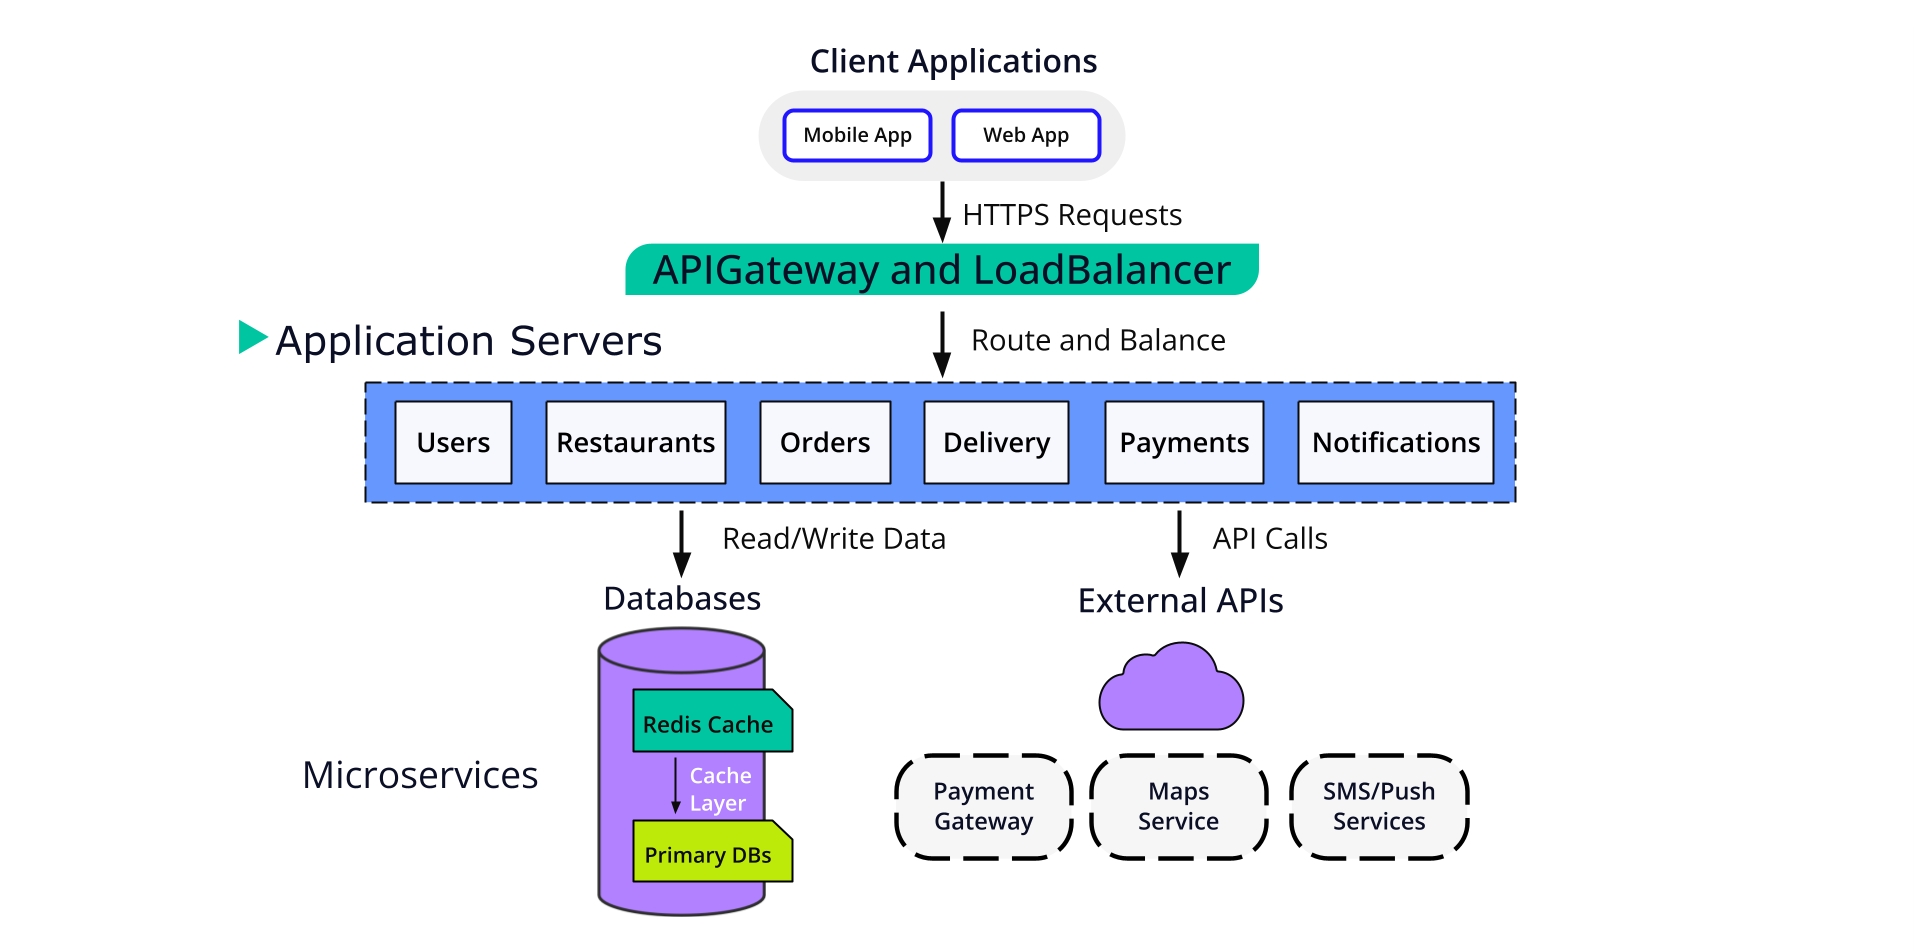 Client Applications
Mobile App
Web App
HTTPS Requests
APIGateway and LoadBalancer
Application Servers
Route and Balance
Users
Restaurants
Orders
Delivery
Payments
Notifications
Read/Write Data
API Calls
Databases
External APIs
Redis Cache
Cache
Layer
Primary DBs
Microservices
Payment
Gateway
Maps
Service
SMS/Push
Services